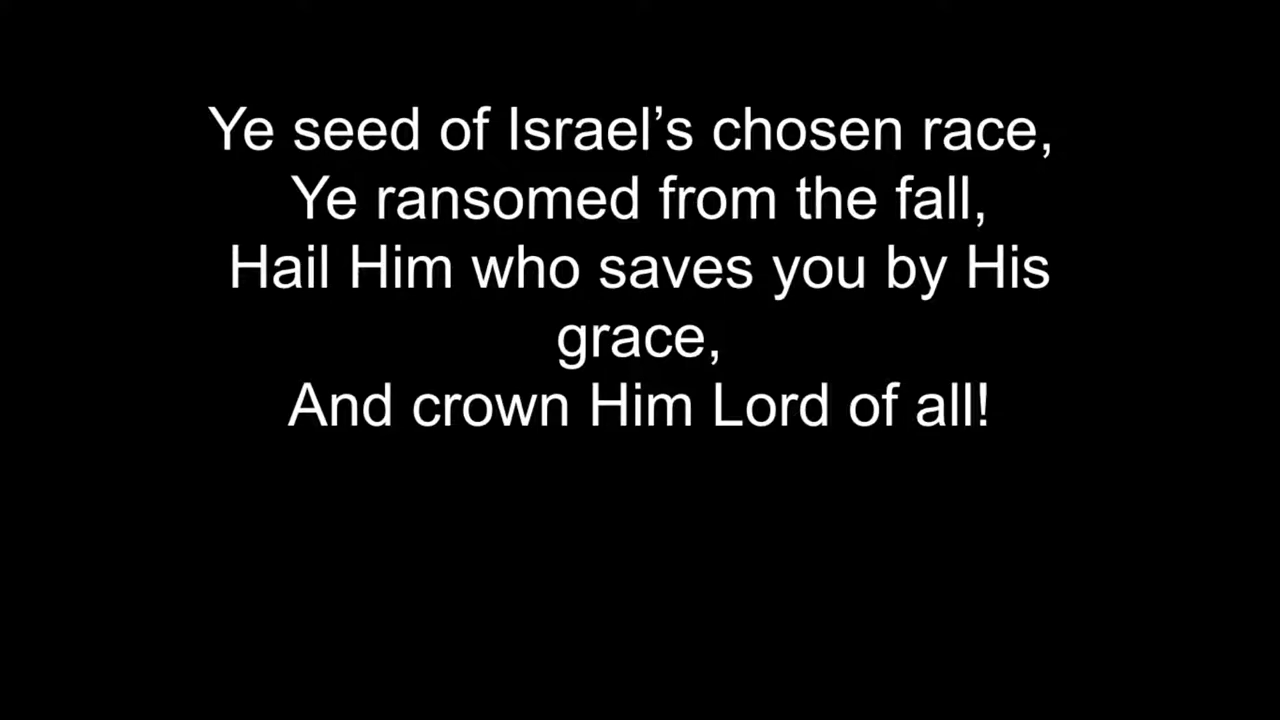 Ye seed of Israel’s chosen race,
Ye ransomed from the fall,
Hail Him who saves you by His
grace,
And crown Him Lord of all!